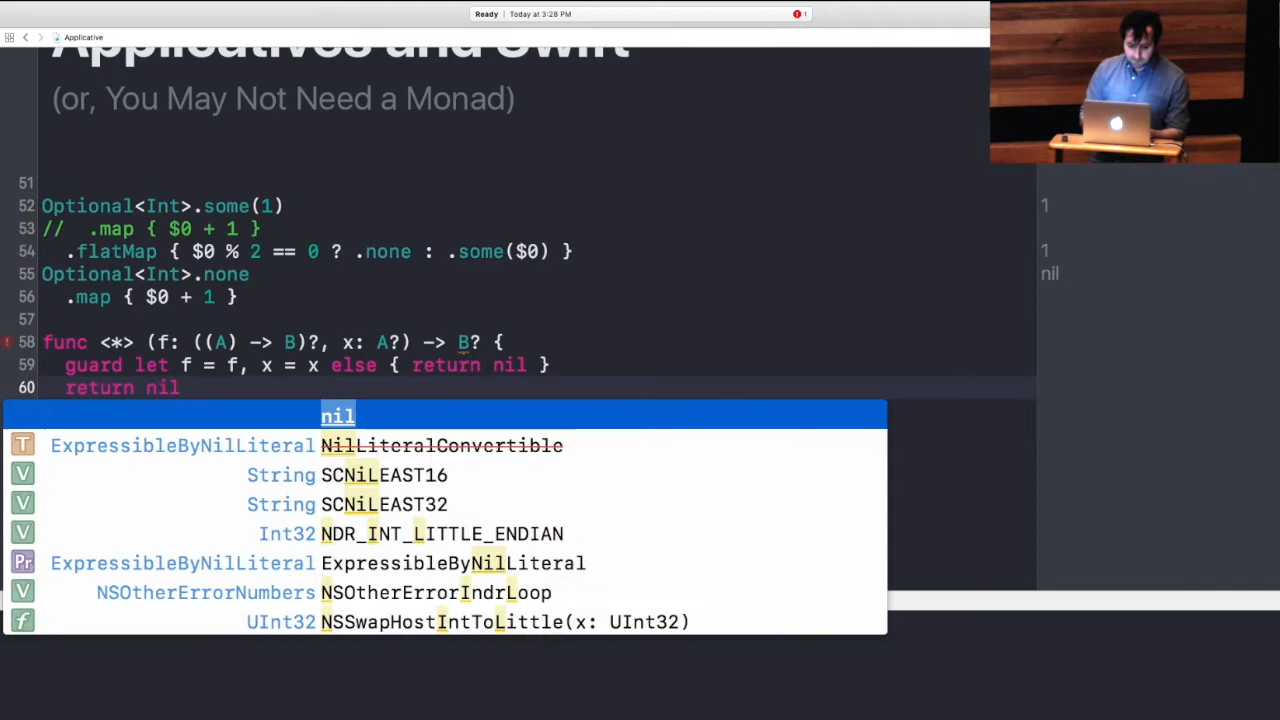 Ready | Today at 3:28 PM
1
Applicative
Applicatives and Swift
(or, You May Not Need a Monad)
51
52 Optional<Int>.some(1)
1
53 //  .map { $0 + 1 }
54   .flatMap { $0 % 2 == 0 ? .none : .some($0) }
1
55 Optional<Int>.none
nil
56   .map { $0 + 1 }
57
58 func <*> (f: ((A) -> B)?, x: A?) -> B? {
59   guard let f = f, x = x else { return nil }
60   return nil
nil
T ExpressibleByNilLiteral NilLiteralConvertible
V String SCNiLEAST16
V String SCNiLEAST32
V Int32 NDR_INT_LITTLE_ENDIAN
Pr ExpressibleByNilLiteral ExpressibleByNilLiteral
V NSOtherErrorNumbers NSOtherErrorIndrLoop
f UInt32 NSSwapHostIntToLittle(x: UInt32)